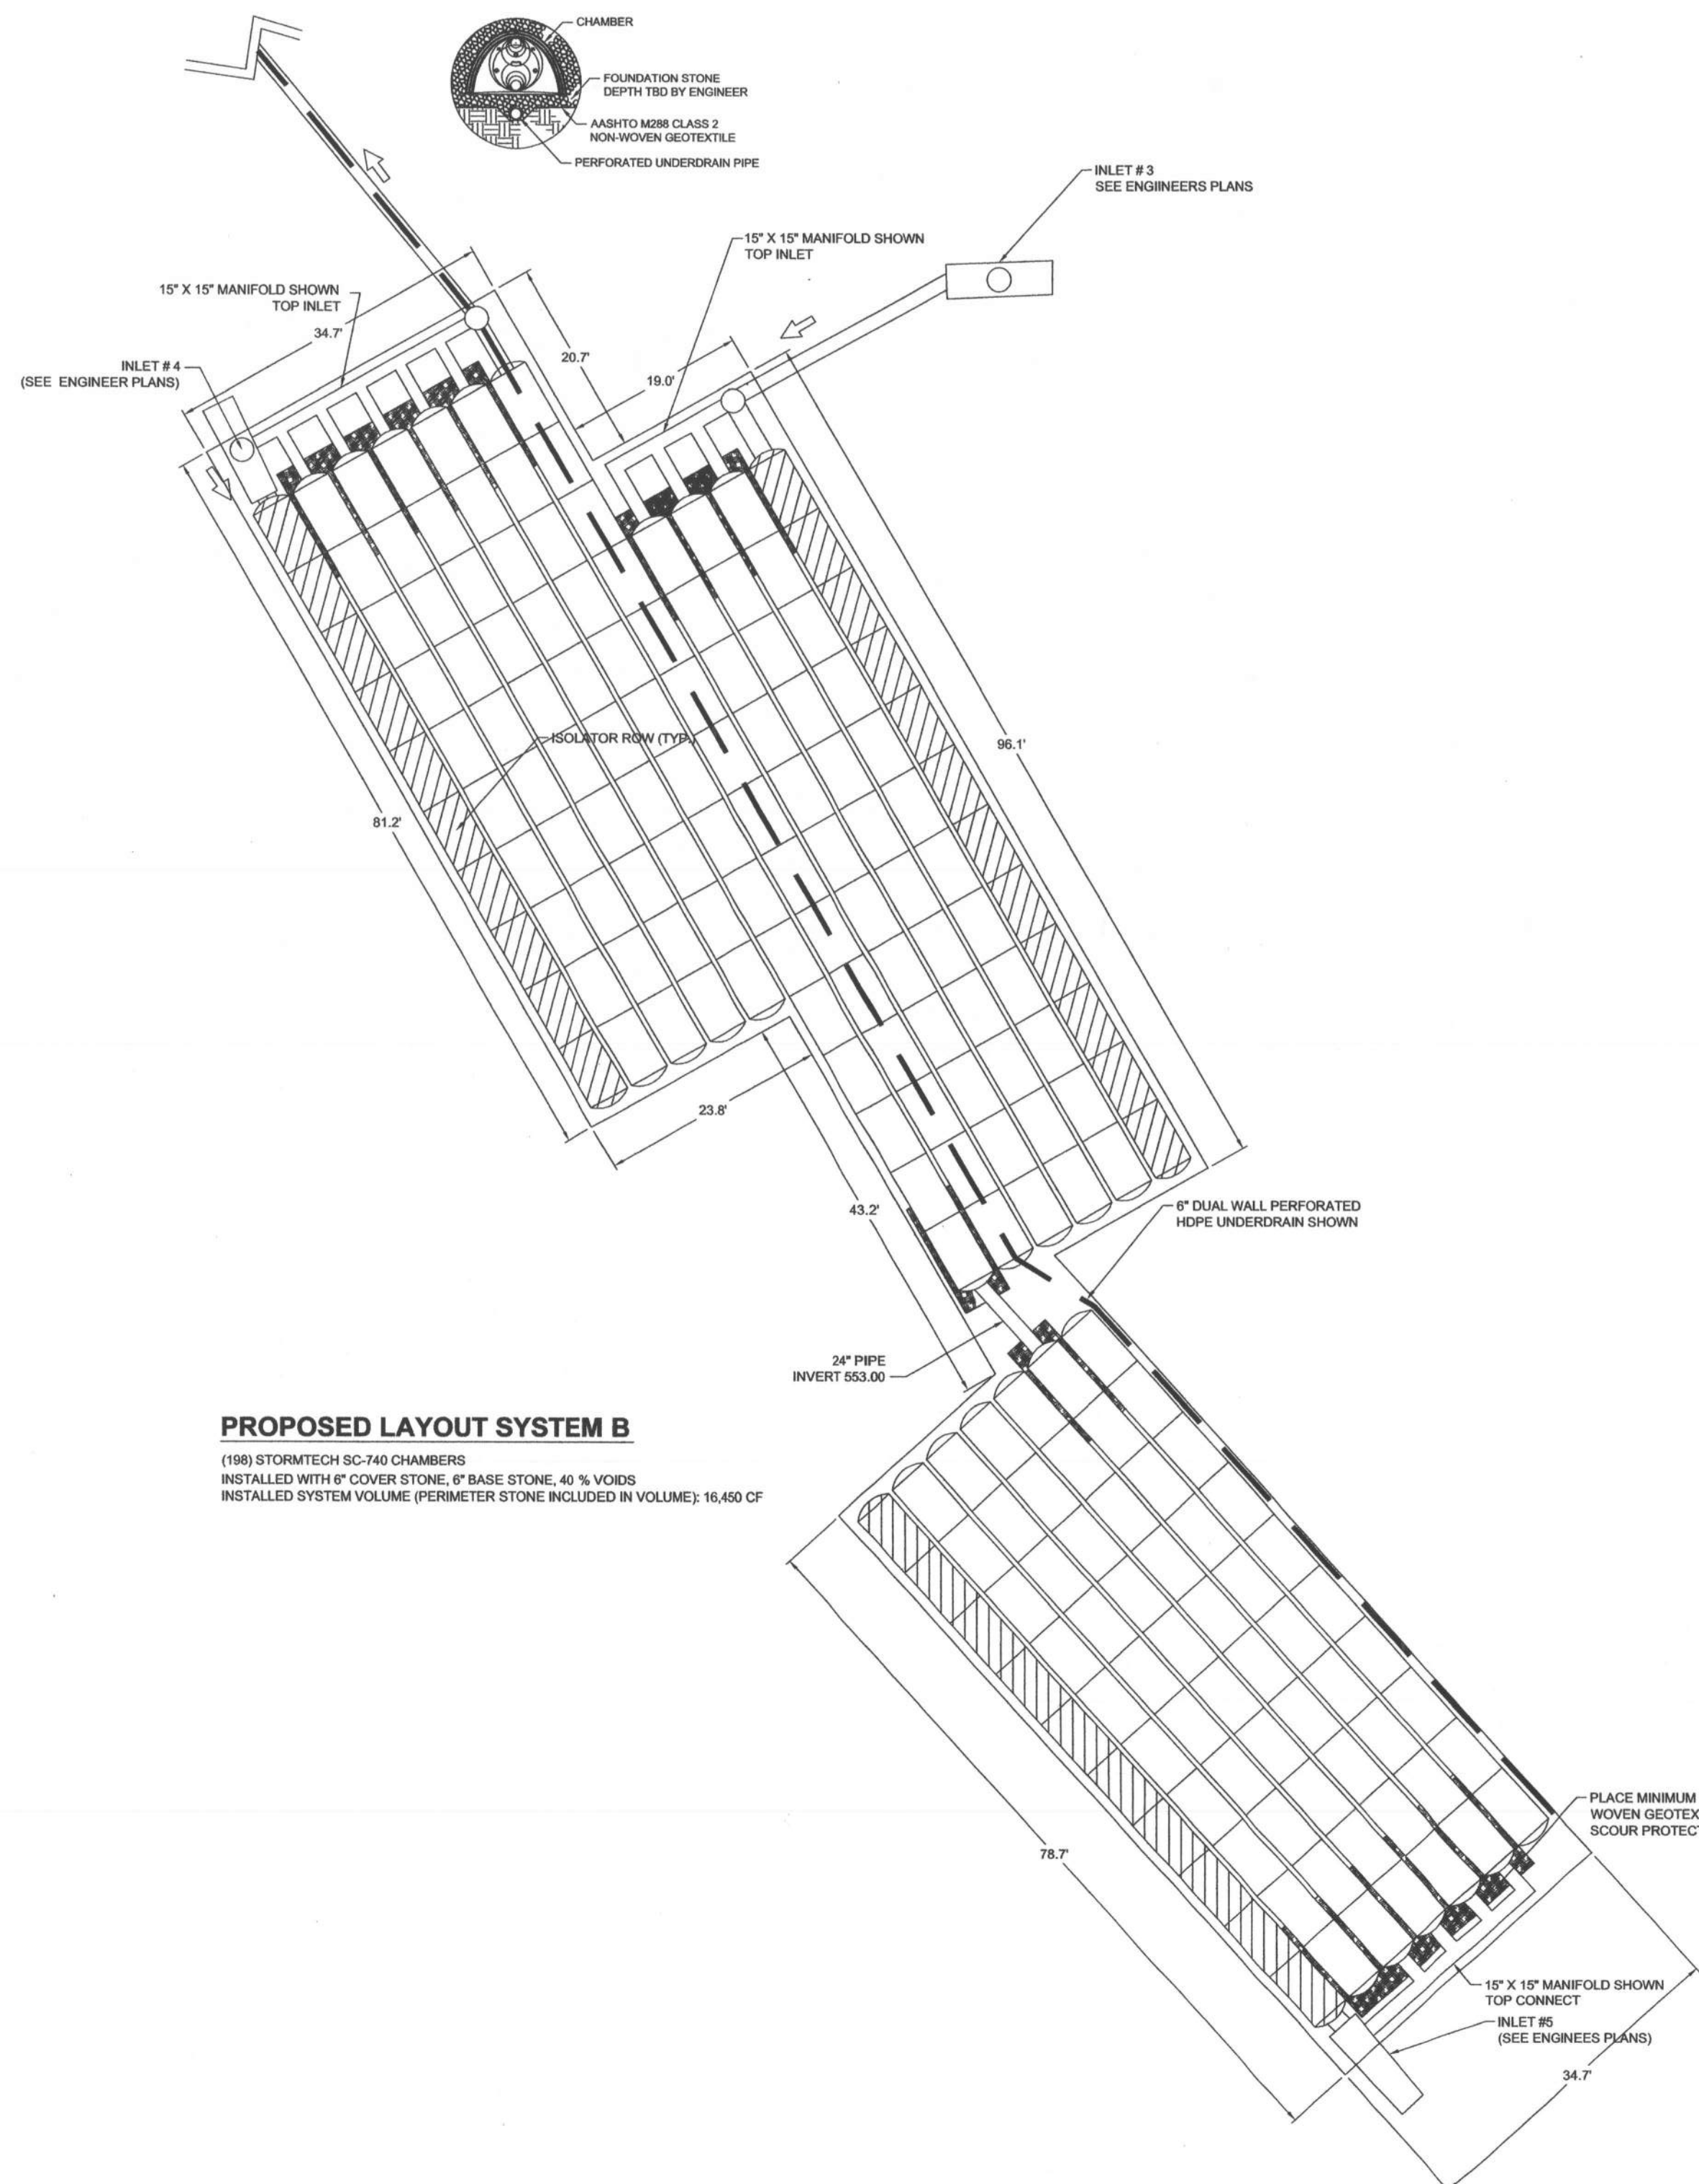 CHAMBER
FOUNDATION STONE
DEPTH TBD BY ENGINEER
AASHTO M288 CLASS 2
NON-WOVEN GEOTEXTILE
PERFORATED UNDERDRAIN PIPE
INLET # 3
SEE ENGIINEERS PLANS
15" X 15" MANIFOLD SHOWN
TOP INLET
15" X 15" MANIFOLD SHOWN
TOP INLET
34.7'
20.7'
19.0'
INLET # 4
(SEE ENGINEER PLANS)
ISOLATOR ROW (TYP.)
96.1'
81.2'
23.8'
43.2'
6" DUAL WALL PERFORATED
HDPE UNDERDRAIN SHOWN
24" PIPE
INVERT 553.00
PROPOSED LAYOUT SYSTEM B
(198) STORMTECH SC-740 CHAMBERS
INSTALLED WITH 6" COVER STONE, 6" BASE STONE, 40 % VOIDS
INSTALLED SYSTEM VOLUME (PERIMETER STONE INCLUDED IN VOLUME): 16,450 CF
PLACE MINIMUM
WOVEN GEOTEX
SCOUR PROTECT
78.7'
15" X 15" MANIFOLD SHOWN
TOP CONNECT
INLET #5
(SEE ENGINEES PLANS)
34.7'